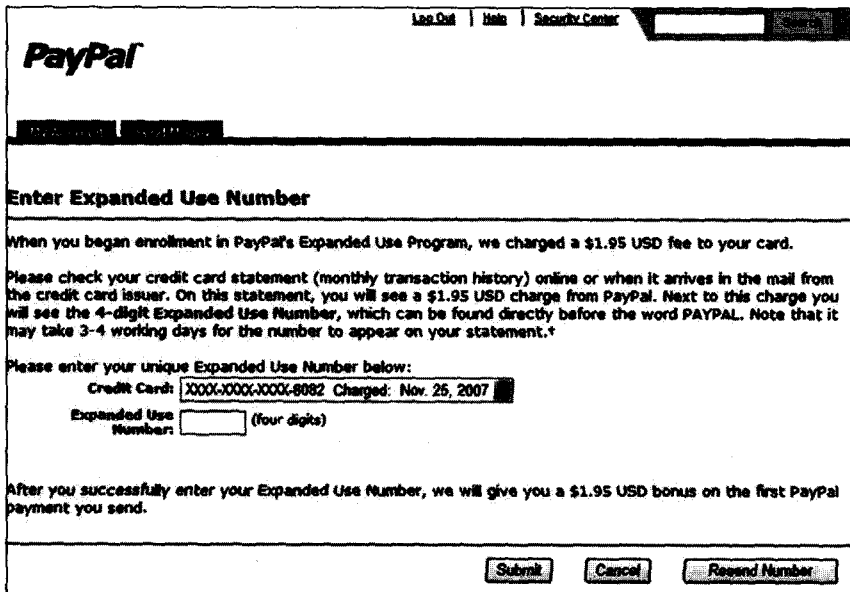 Log Out | Help | Security Center
PayPal
Enter Expanded Use Number
When you began enrollment in PayPal's Expanded Use Program, we charged a $1.95 USD fee to your card.
Please check your credit card statement (monthly transaction history) online or when it arrives in the mail from
the credit card issuer. On this statement, you will see a $1.95 USD charge from PayPal. Next to this charge you
will see the 4-digit Expanded Use Number, which can be found directly before the word PAYPAL. Note that it
may take 3-4 working days for the number to appear on your statement.†
Please enter your unique Expanded Use Number below:
Credit Card: XXXX-XXXX-XXXX-8082 Charged: Nov. 25, 2007
Expanded Use
Number: (four digits)
After you successfully enter your Expanded Use Number, we will give you a $1.95 USD bonus on the first PayPal
payment you send.
Submit Cancel Resend Number